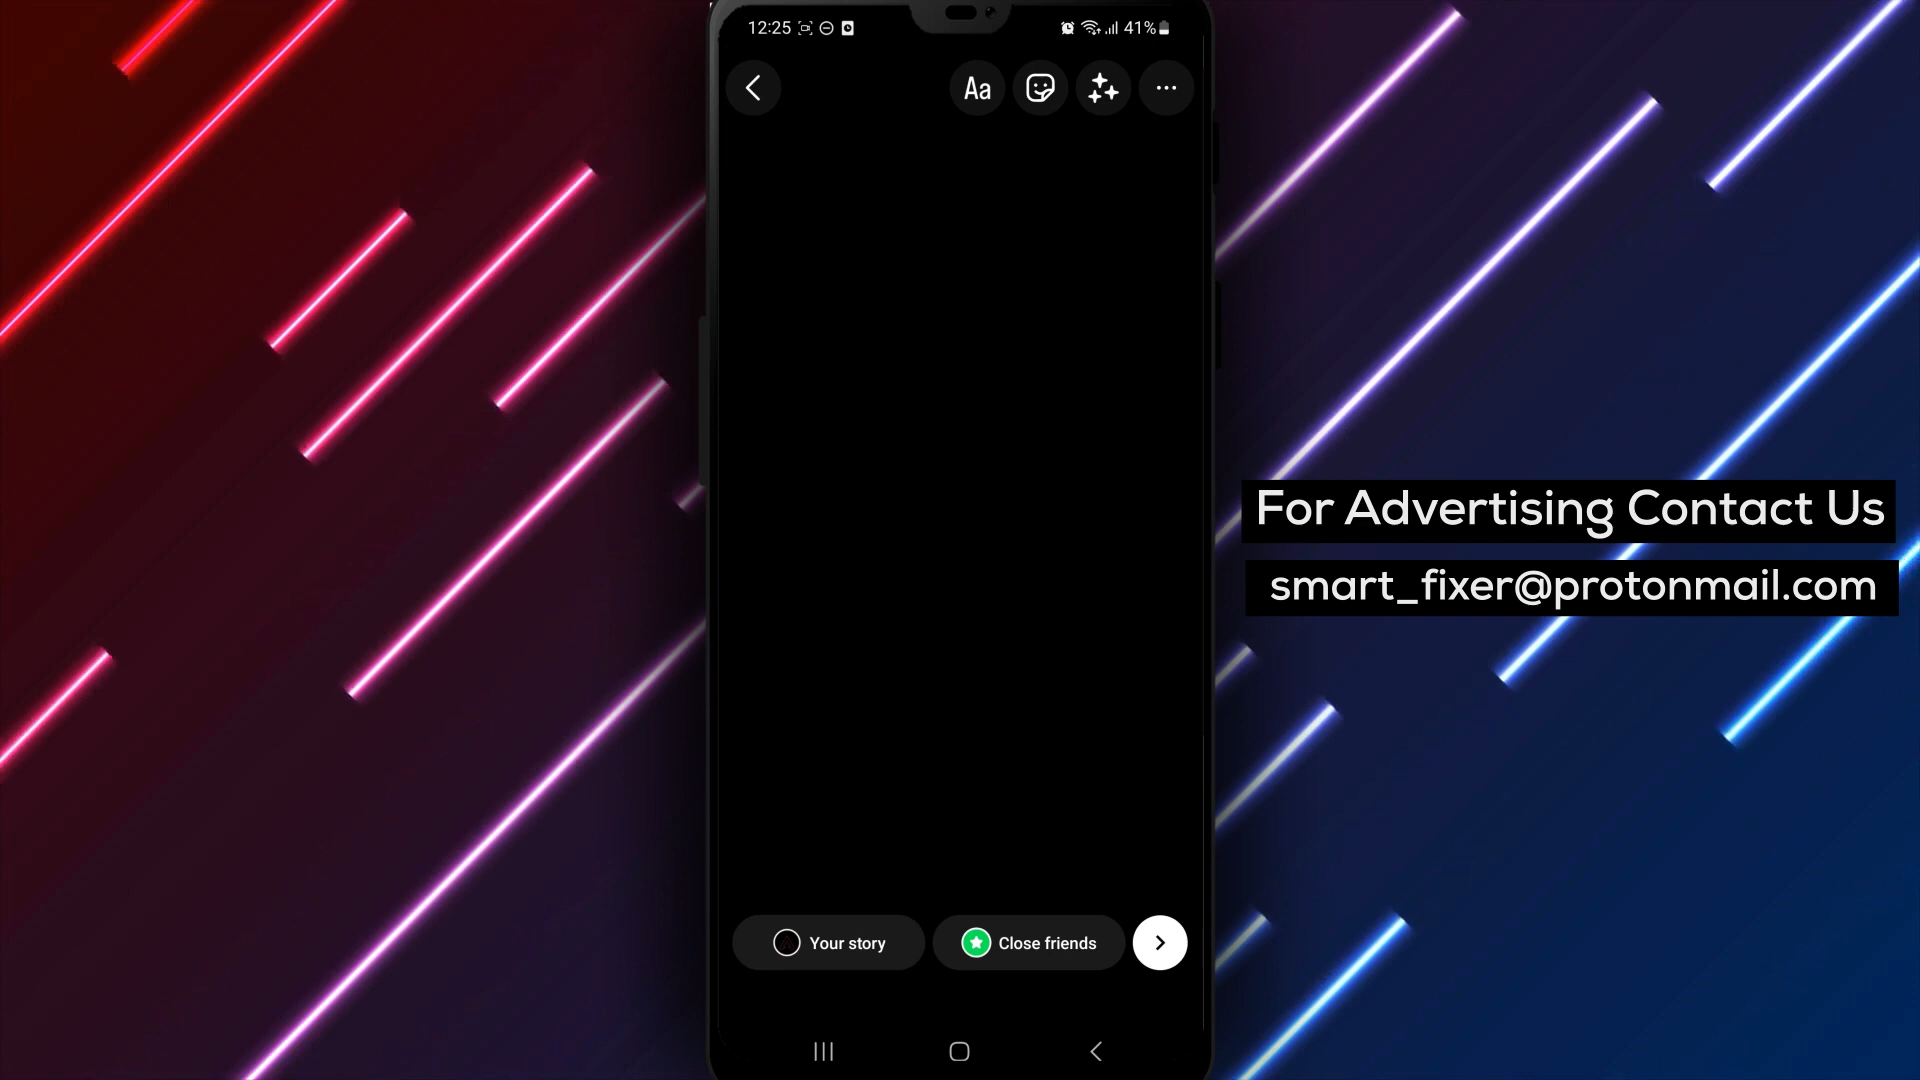 12:25
41%
Aa
For Advertising Contact Us
smart_fixer@protonmail.com
Your story
Close friends